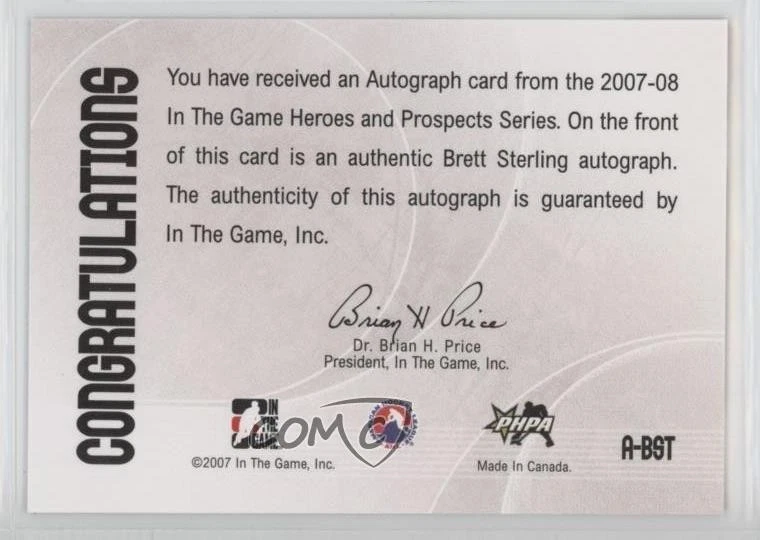 CONGRATULATIONS
You have received an Autograph card from the 2007-08
In The Game Heroes and Prospects Series. On the front
of this card is an authentic Brett Sterling autograph.
The authenticity of this autograph is guaranteed by
In The Game, Inc.
Brian H Price
Dr. Brian H. Price
President, In The Game, Inc.
IN
THE
GAME
COMC
PHPA
A-BST
©2007 In The Game, Inc.
Made In Canada.